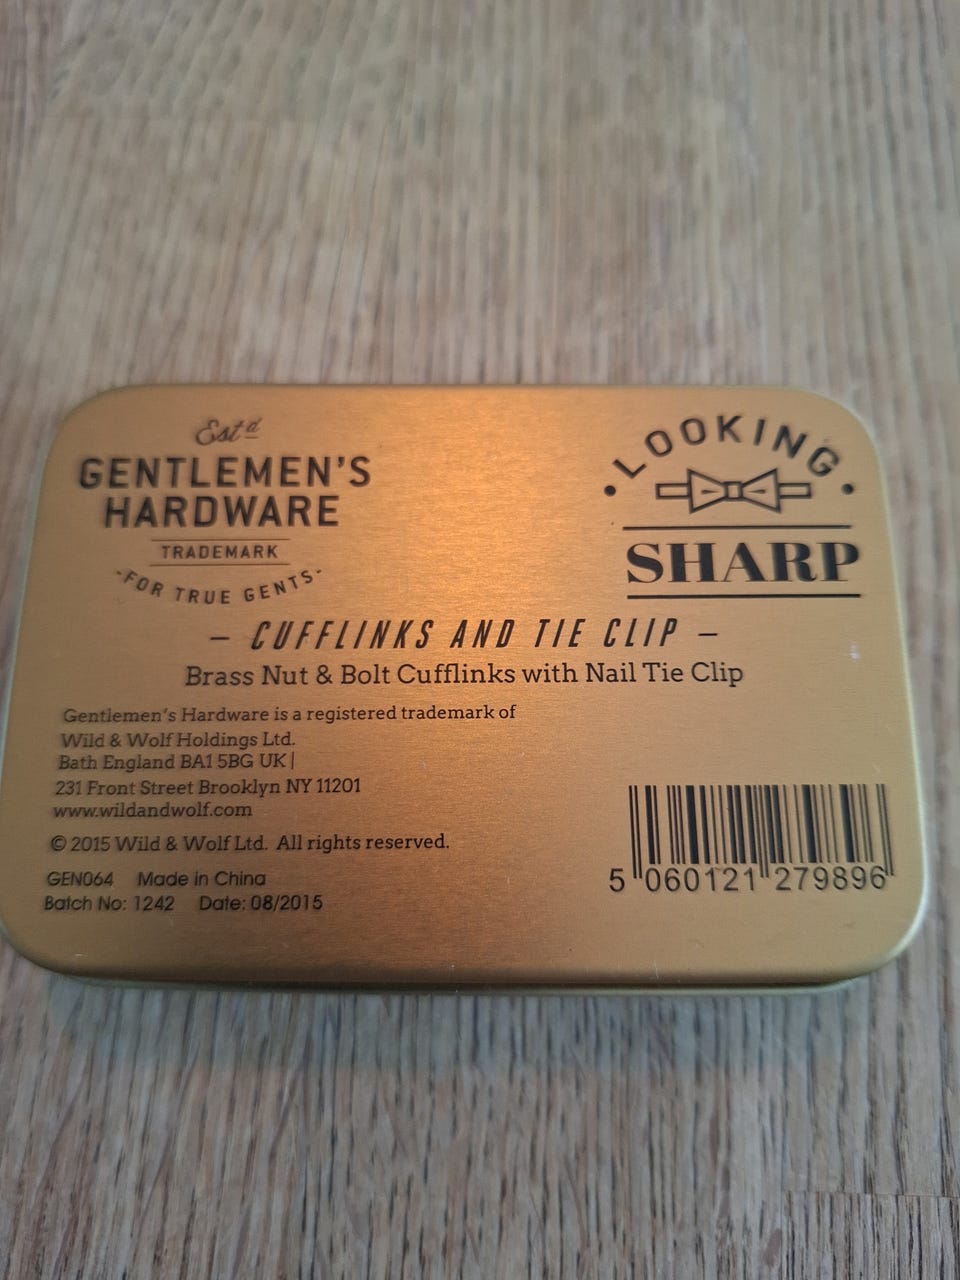 Estd
GENTLEMEN'S
HARDWARE
TRADEMARK
-FOR TRUE GENTS-
• LOOKING •
SHARP
– CUFFLINKS AND TIE CLIP –
Brass Nut & Bolt Cufflinks with Nail Tie Clip
Gentlemen's Hardware is a registered trademark of
Wild & Wolf Holdings Ltd.
Bath England BA1 5BG UK |
231 Front Street Brooklyn NY 11201
www.wildandwolf.com
© 2015 Wild & Wolf Ltd. All rights reserved.
GEN064 Made in China
Batch No: 1242 Date: 08/2015
5 060121 279896